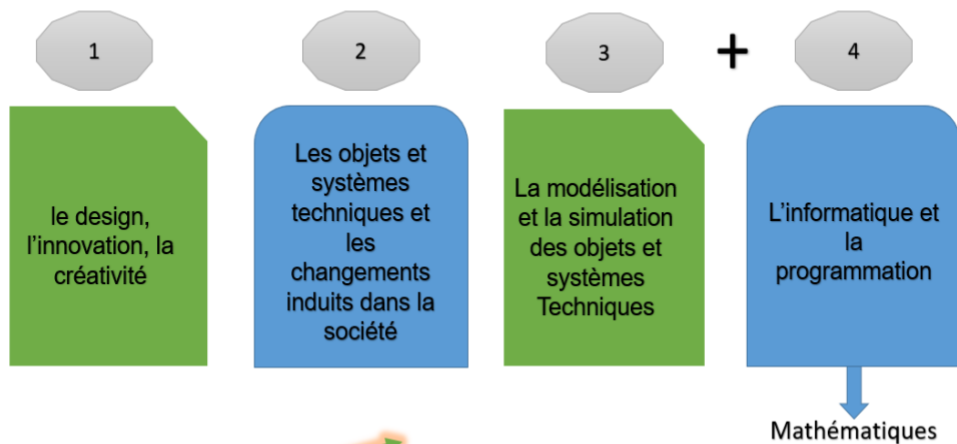 1
le design,
l'innovation, la
créativité
2
Les objets et
systèmes
techniques et
les
changements
induits dans la
société
3
La modélisation
et la simulation
des objets et
systèmes
Techniques
+
4
L'informatique et
la
programmation
Mathématiques